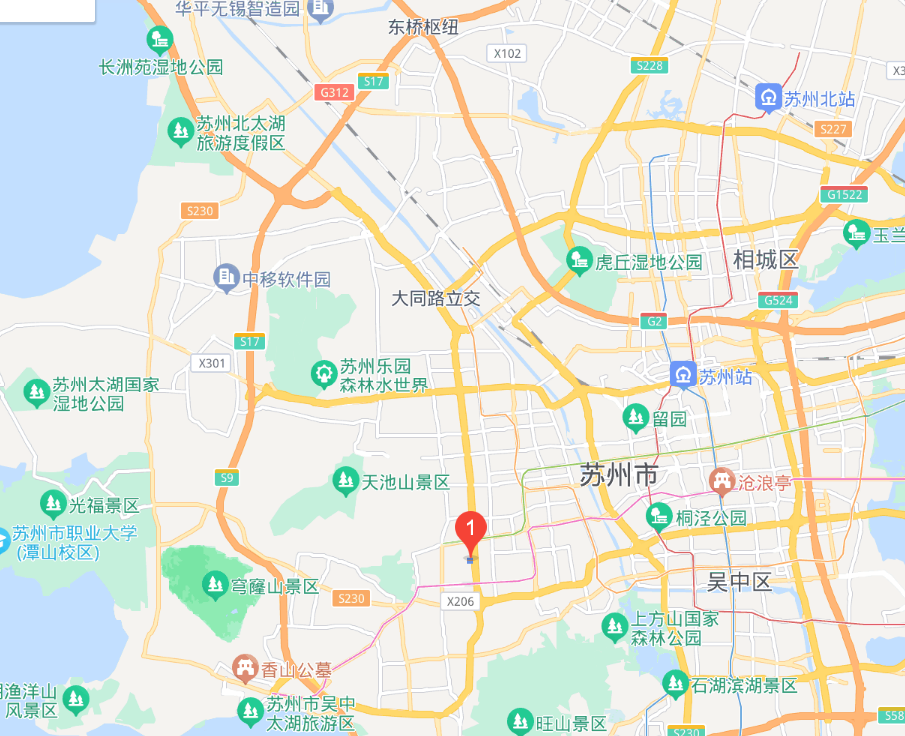 华平无锡智造园
东桥枢纽
X102
S228
长洲苑湿地公园
S17
G312
苏州北站
苏州北太湖
旅游度假区
S227
G1522
S230
相城区
虎丘湿地公园
中移软件园
大同路立交
G524
G2
S17
X301
苏州乐园
森林水世界
苏州站
苏州太湖国家
湿地公园
留园
苏州市
S9
天池山景区
沧浪亭
光福景区
桐泾公园
1
苏州市职业大学
(潭山校区)
穹窿山景区
吴中区
S230
X206
上方山国家
森林公园
香山公墓
石湖滨湖景区
渔洋山
风景区
苏州市吴中
太湖旅游区
旺山景区
S58
S230